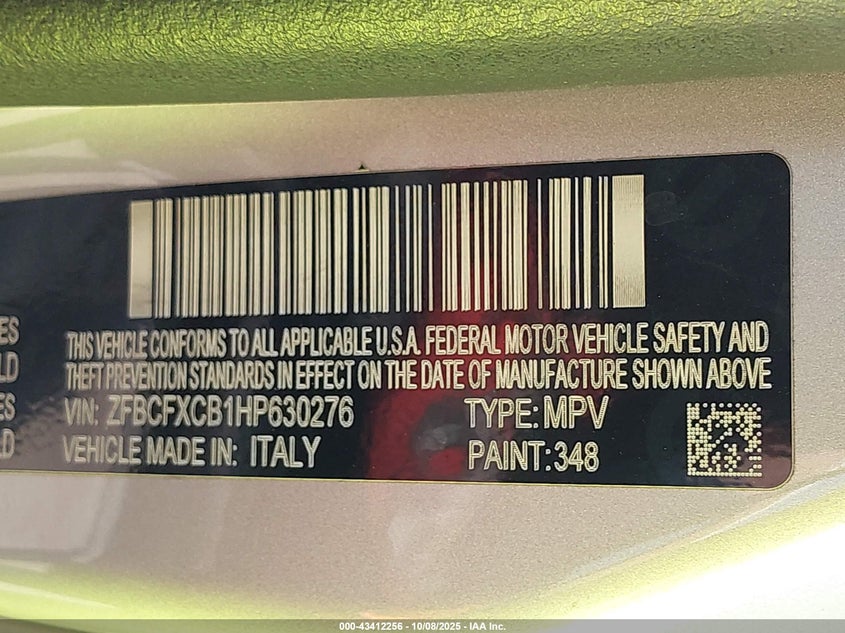 ES
LD
ES
D
THIS VEHICLE CONFORMS TO ALL APPLICABLE U.S.A. FEDERAL MOTOR VEHICLE SAFETY AND
THEFT PREVENTION STANDARDS IN EFFECT ON THE DATE OF MANUFACTURE SHOWN ABOVE
VIN: ZFBCFXCB1HP630276 TYPE: MPV
VEHICLE MADE IN: ITALY PAINT: 348
000-43412256 - 10/08/2025 - IAA Inc.